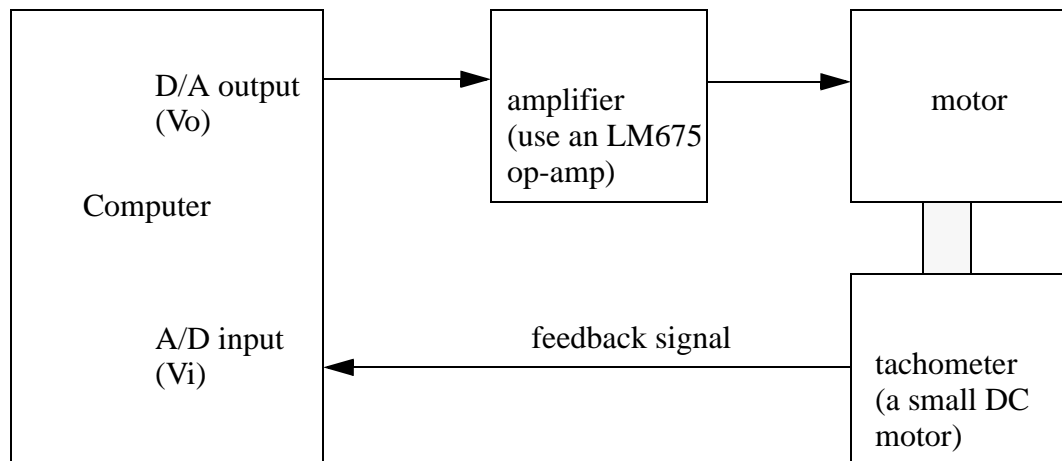 D/A output
(Vo)
Computer
A/D input
(Vi)
amplifier
(use an LM675
op-amp)
motor
feedback signal
tachometer
(a small DC
motor)